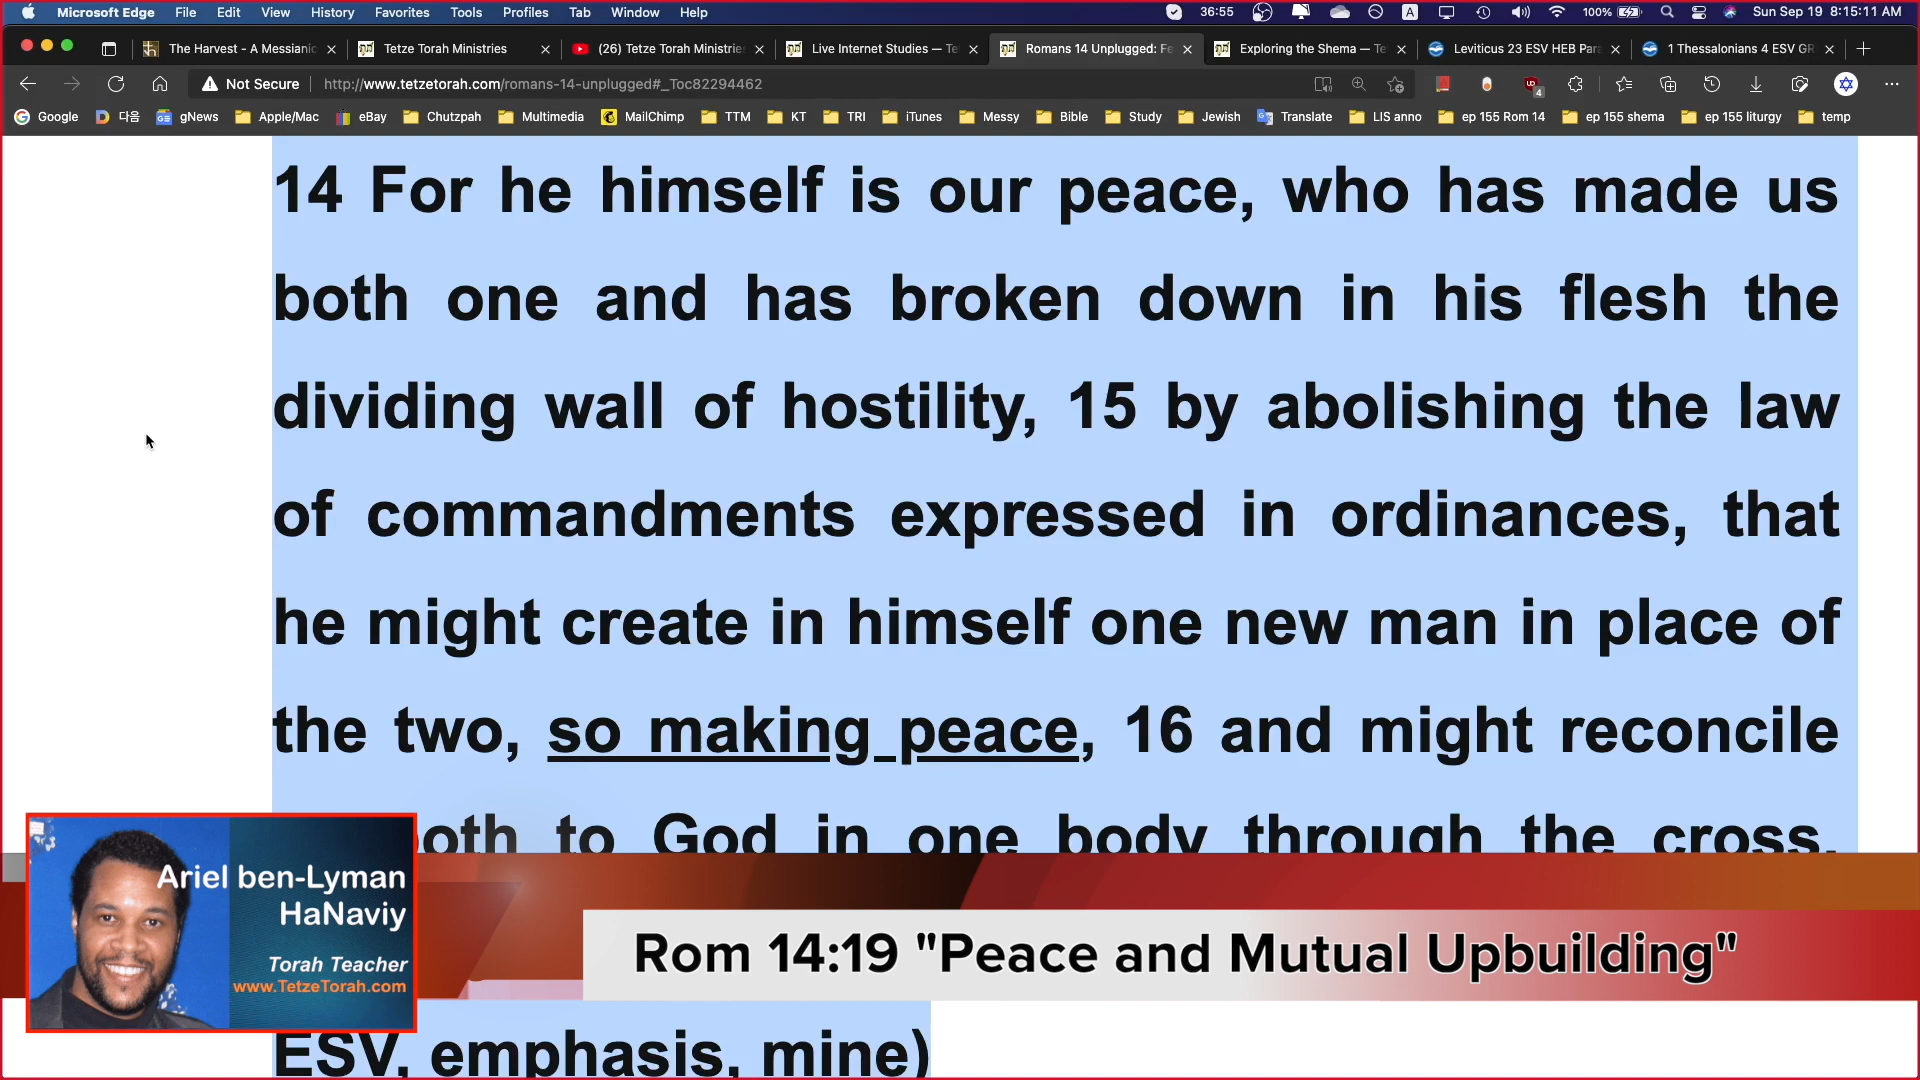 Microsoft Edge File Edit View History Favorites Tools Profiles Tab Window Help 36:55 A 100% Sun Sep 19 8:15:11 AM
The Harvest - A Messianic Tetze Torah Ministries (26) Tetze Torah Ministrie Live Internet Studies — Te Romans 14 Unplugged: Fe Exploring the Shema — Te Leviticus 23 ESV HEB Para 1 Thessalonians 4 ESV GR
Not Secure http://www.tetzetorah.com/romans-14-unplugged#_Toc82294462 4
Google 다음 gNews Apple/Mac eBay Chutzpah Multimedia MailChimp TTM KT TRI iTunes Messy Bible Study Jewish Translate LIS anno ep 155 Rom 14 ep 155 shema ep 155 liturgy temp
14 For he himself is our peace, who has made us
both one and has broken down in his flesh the
dividing wall of hostility, 15 by abolishing the law
of commandments expressed in ordinances, that
he might create in himself one new man in place of
the two, so making peace, 16 and might reconcile
oth to God in one body through the cross,
Ariel ben-Lyman
HaNaviy
Torah Teacher
www.TetzeTorah.com
Rom 14:19 "Peace and Mutual Upbuilding"
ESV, emphasis, mine)